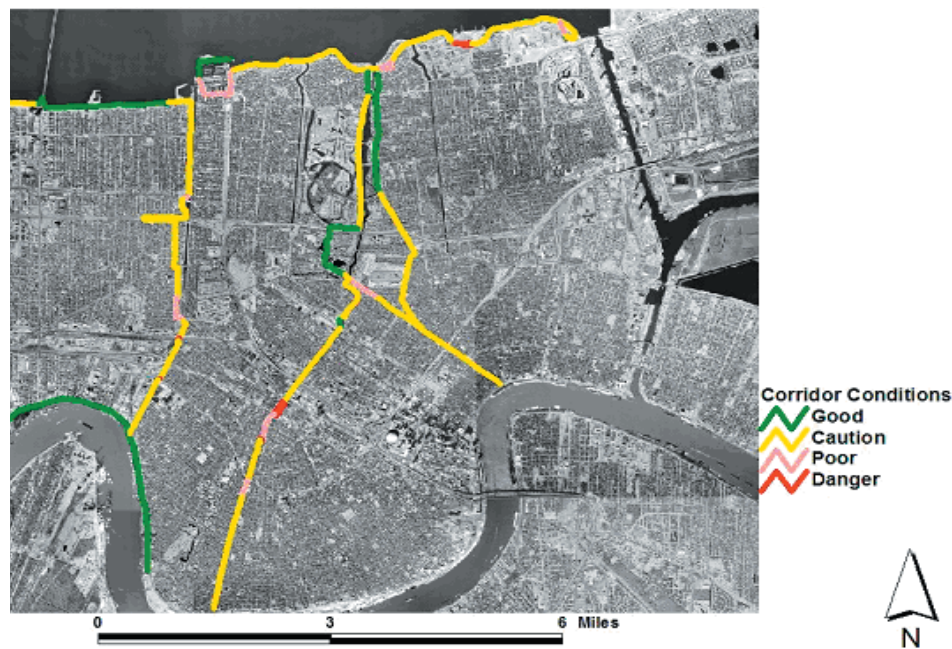 Corridor Conditions
Good
Caution
Poor
Danger
0 3 6 Miles
N